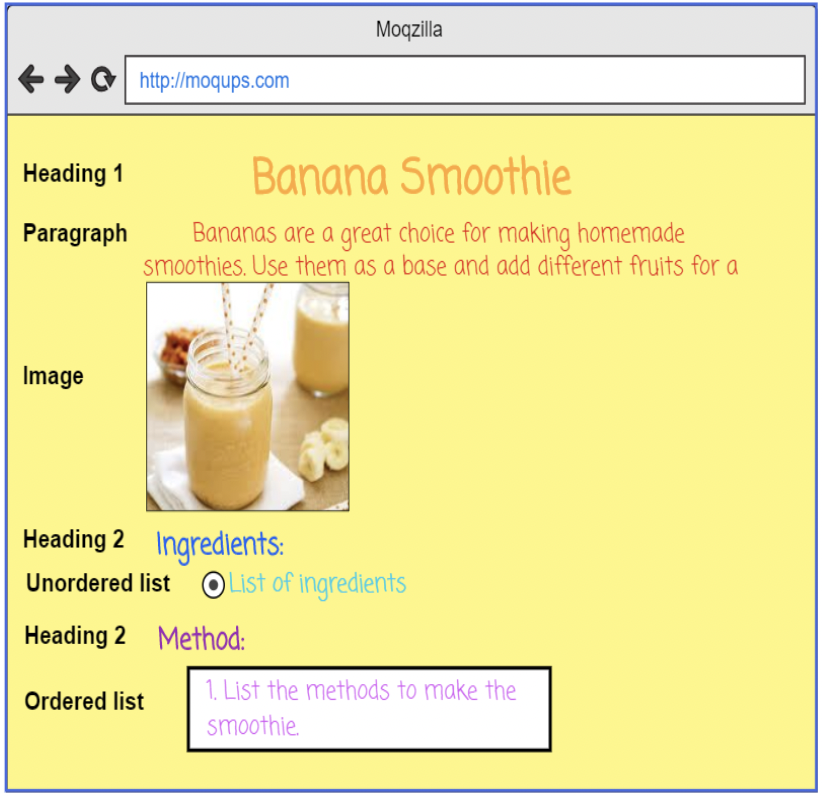 Moqzilla
http://moqups.com
Heading 1 Banana Smoothie
Paragraph Bananas are a great choice for making homemade
smoothies. Use them as a base and add different fruits for a
Image
Heading 2 Ingredients:
Unordered list List of ingredients
Heading 2 Method:
Ordered list 1. List the methods to make the
smoothie.